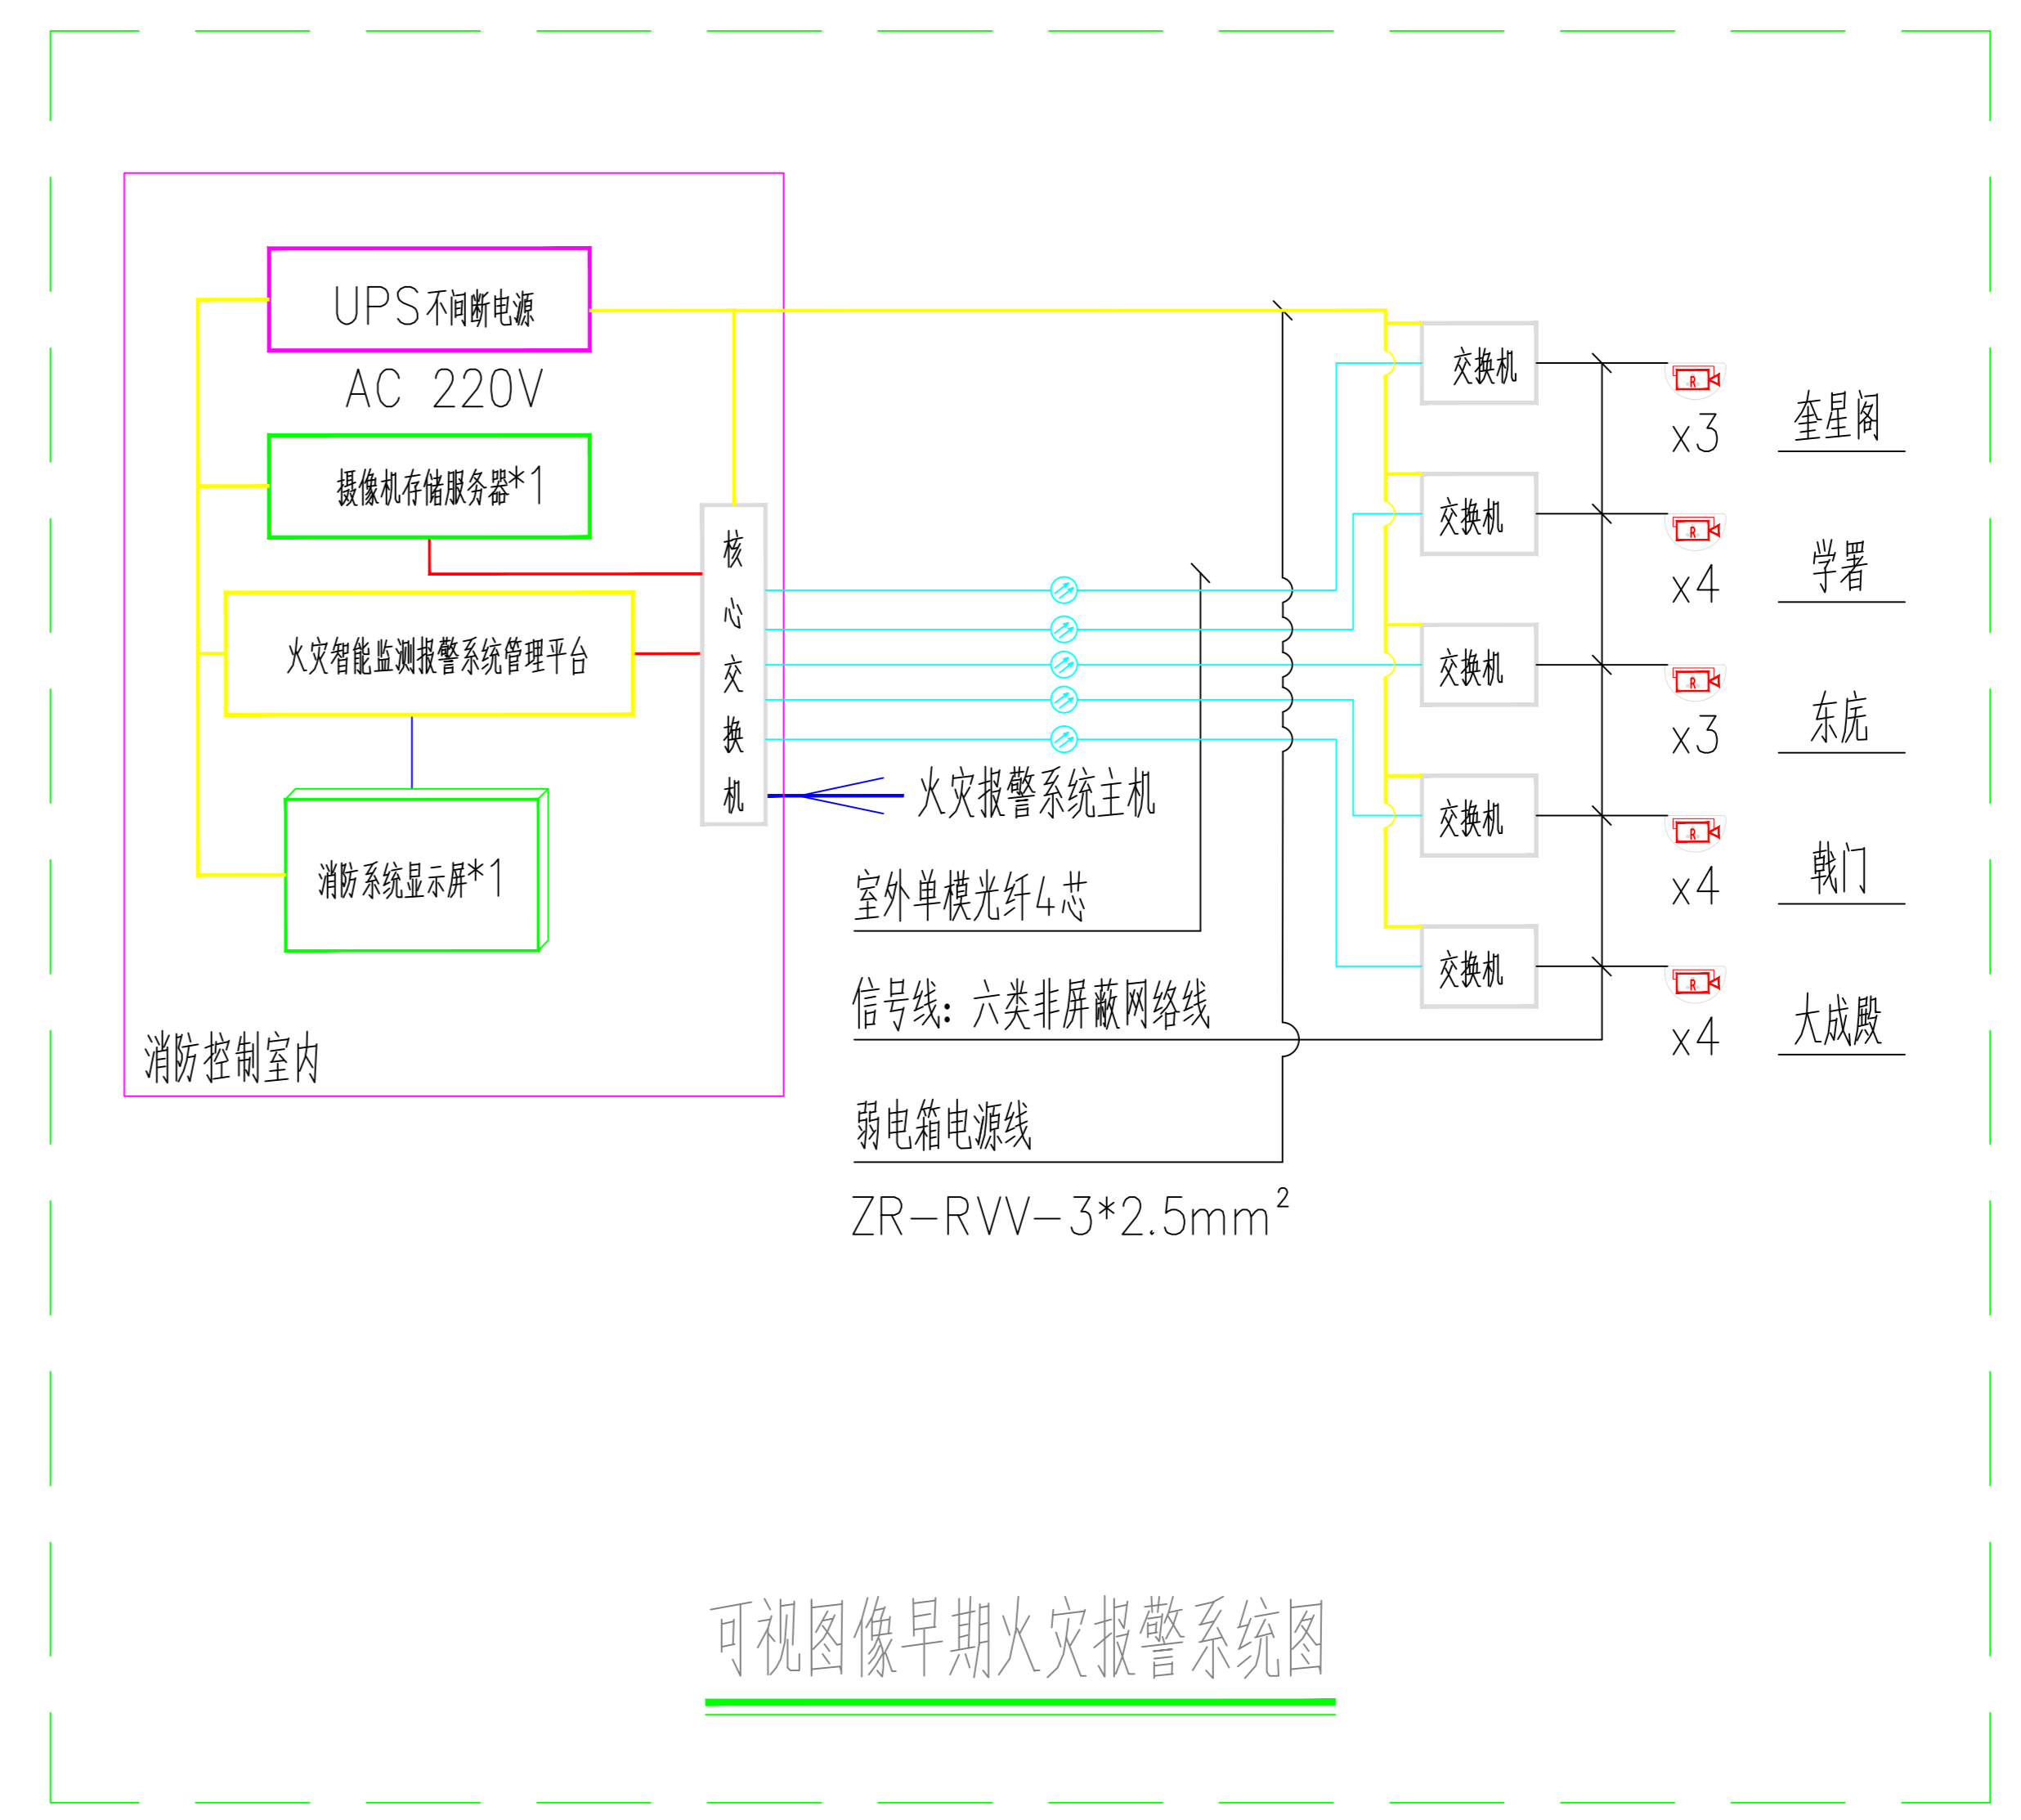 UPS不间断电源
AC 220V
摄像机存储服务器*1
火灾智能监测报警系统管理平台
消防系统显示屏*1
消防控制室内
核心交换机
火灾报警系统主机
室外单模光纤4芯
信号线：六类非屏蔽网络线
弱电箱电源线
ZR-RVV-3*2.5mm²
交换机
R
x3
奎星阁
交换机
R
x4
学署
交换机
R
x3
东庑
交换机
R
x4
戟门
交换机
R
x4
大成殿
可视图像早期火灾报警系统图